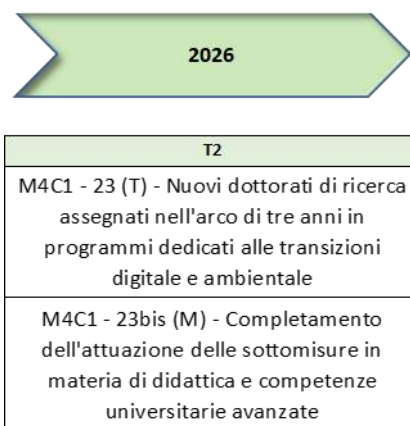 2026
T2
M4C1 - 23 (T) - Nuovi dottorati di ricerca
assegnati nell'arco di tre anni in
programmi dedicati alle transizioni
digitale e ambientale
M4C1 - 23bis (M) - Completamento
dell'attuazione delle sottomisure in
materia di didattica e competenze
universitarie avanzate